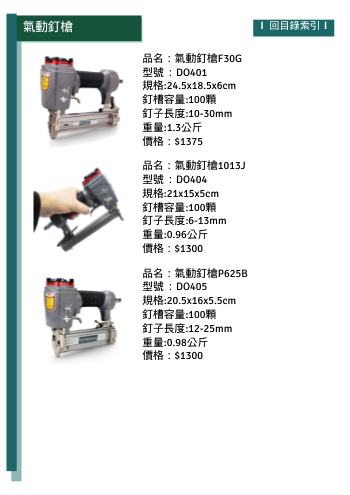 氣動釘槍
回目錄索引
品名：氣動釘槍F30G
型號：DO401
規格:24.5x18.5x6cm
釘槽容量:100顆
釘子長度:10-30mm
重量:1.3公斤
價格：$1375
品名：氣動釘槍1013J
型號：DO404
規格:21x15x5cm
釘槽容量:100顆
釘子長度:6-13mm
重量:0.96公斤
價格：$1300
品名：氣動釘槍P625B
型號：DO405
規格:20.5x16x5.5cm
釘槽容量:100顆
釘子長度:12-25mm
重量:0.98公斤
價格：$1300